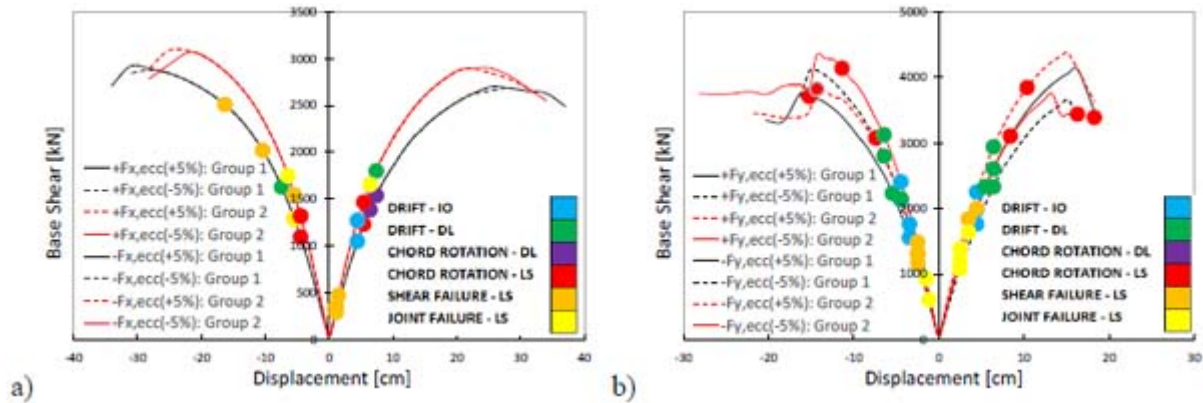 3500
3000
2500
2000
1500
1000
500
0
Base Shear [kN]
+Fx,ecc(+5%): Group 1
+Fx,ecc(-5%): Group 1
+Fx,ecc(+5%): Group 2
+Fx,ecc(-5%): Group 2
-Fx,ecc(+5%): Group 1
-Fx,ecc(-5%): Group 1
-Fx,ecc(+5%): Group 2
-Fx,ecc(-5%): Group 2
DRIFT - IO
DRIFT - DL
CHORD ROTATION - DL
CHORD ROTATION - LS
SHEAR FAILURE - LS
JOINT FAILURE - LS
-40 -30 -20 -10 0 10 20 30 40
Displacement [cm]
a)
5000
4000
3000
2000
1000
0
Base Shear [kN]
+Fy,ecc(+5%): Group 1
+Fy,ecc(-5%): Group 1
+Fy,ecc(+5%): Group 2
+Fy,ecc(-5%): Group 2
-Fy,ecc(+5%): Group 1
-Fy,ecc(-5%): Group 1
-Fy,ecc(+5%): Group 2
-Fy,ecc(-5%): Group 2
DRIFT - IO
DRIFT - DL
CHORD ROTATION - DL
CHORD ROTATION - LS
SHEAR FAILURE - LS
JOINT FAILURE - LS
-30 -20 -10 0 10 20 30
Displacement [cm]
b)